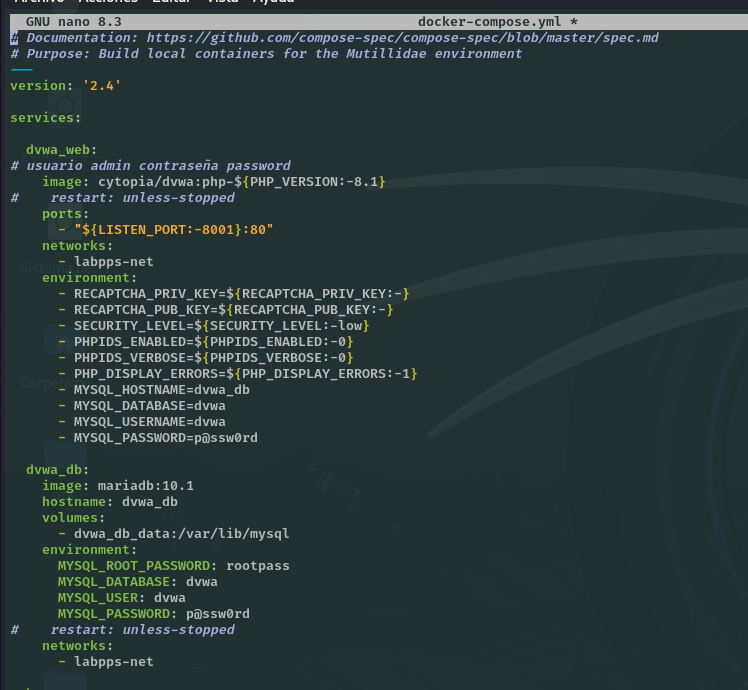 Archivo Acciones Editar Vista Ayuda
GNU nano 8.3 docker-compose.yml *
# Documentation: https://github.com/compose-spec/compose-spec/blob/master/spec.md
# Purpose: Build local containers for the Mutillidae environment
---
version: '2.4'
services:
dvwa_web:
# usuario admin contraseña password
image: cytopia/dvwa:php-${PHP_VERSION:-8.1}
# restart: unless-stopped
ports:
- "${LISTEN_PORT:-8001}:80"
networks:
- labpps-net
environment:
- RECAPTCHA_PRIV_KEY=${RECAPTCHA_PRIV_KEY:-}
- RECAPTCHA_PUB_KEY=${RECAPTCHA_PUB_KEY:-}
- SECURITY_LEVEL=${SECURITY_LEVEL:-low}
- PHPIDS_ENABLED=${PHPIDS_ENABLED:-0}
- PHPIDS_VERBOSE=${PHPIDS_VERBOSE:-0}
- PHP_DISPLAY_ERRORS=${PHP_DISPLAY_ERRORS:-1}
- MYSQL_HOSTNAME=dvwa_db
- MYSQL_DATABASE=dvwa
- MYSQL_USERNAME=dvwa
- MYSQL_PASSWORD=p@ssw0rd
dvwa_db:
image: mariadb:10.1
hostname: dvwa_db
volumes:
- dvwa_db_data:/var/lib/mysql
environment:
MYSQL_ROOT_PASSWORD: rootpass
MYSQL_DATABASE: dvwa
MYSQL_USER: dvwa
MYSQL_PASSWORD: p@ssw0rd
# restart: unless-stopped
networks:
- labpps-net